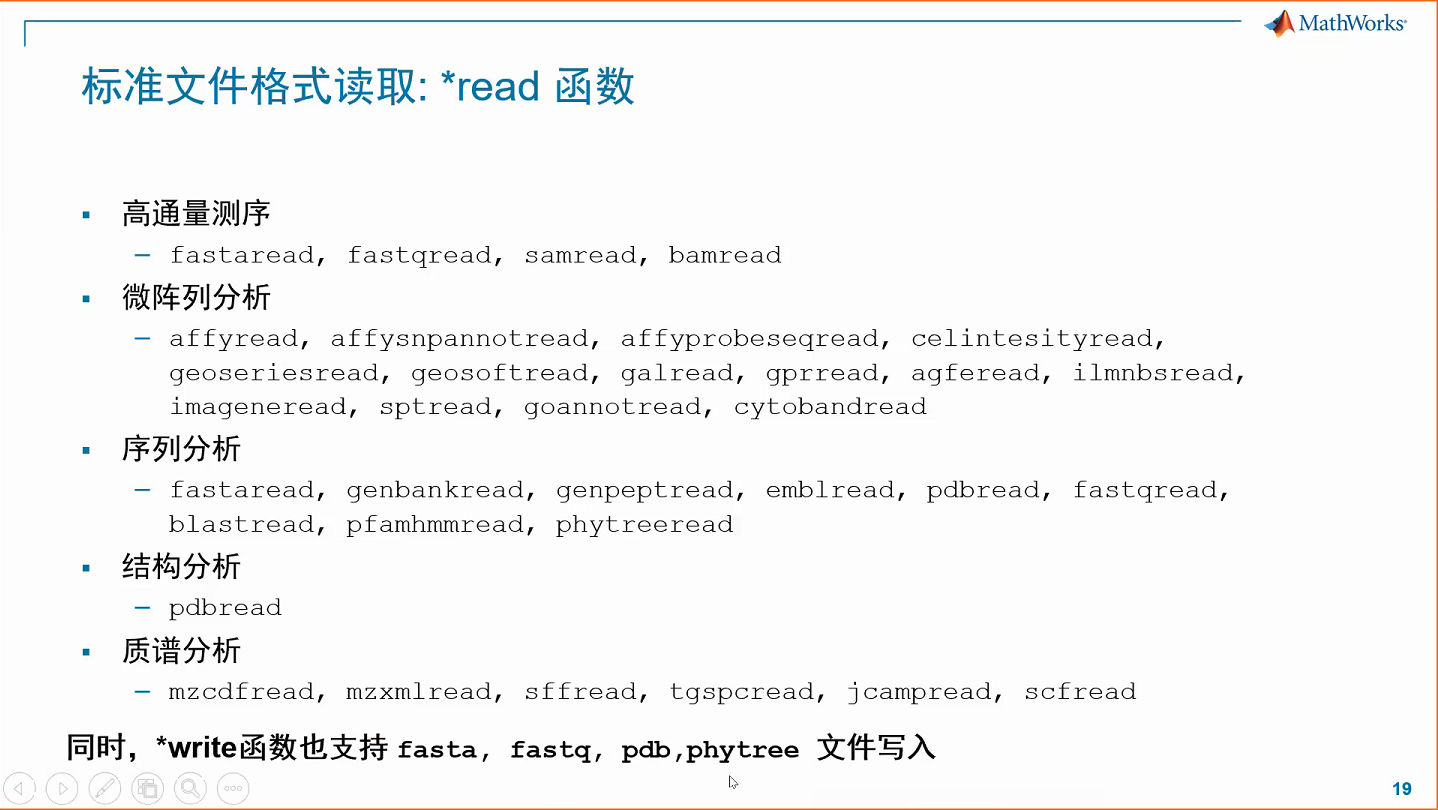 MathWorks®
标准文件格式读取: *read 函数
▪ 高通量测序
– fastaread, fastqread, samread, bamread
▪ 微阵列分析
– affyread, affysnpannotread, affyprobeseqread, celintesityread,
geoseriesread, geosoftread, galread, gprread, agferead, ilmnbsread,
imageneread, sptread, goannotread, cytobandread
▪ 序列分析
– fastaread, genbankread, genpeptread, emblread, pdbread, fastqread,
blastread, pfamhmmread, phytreeread
▪ 结构分析
– pdbread
▪ 质谱分析
– mzcdfread, mzxmlread, sffread, tgspcread, jcampread, scfread
同时，*write函数也支持 fasta, fastq, pdb,phytree 文件写入
19